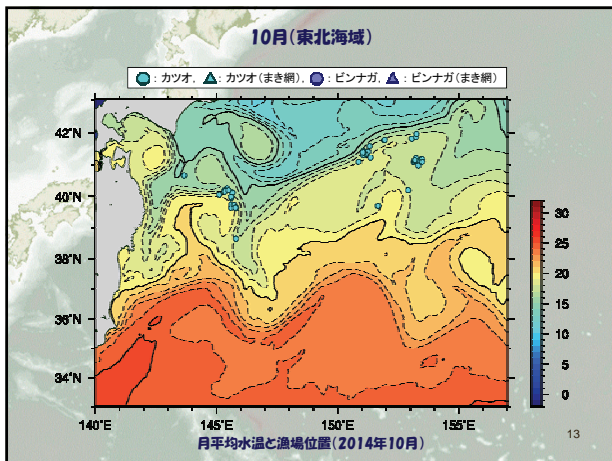 10月(東北海域)
:カツオ, :カツオ(まき網), :ビンナガ, :ビンナガ(まき網)
42˚N
40˚N
38˚N
36˚N
34˚N
140˚E
145˚E
150˚E
155˚E
30
25
20
15
10
5
0
月平均水温と漁場位置(2014年10月)
13